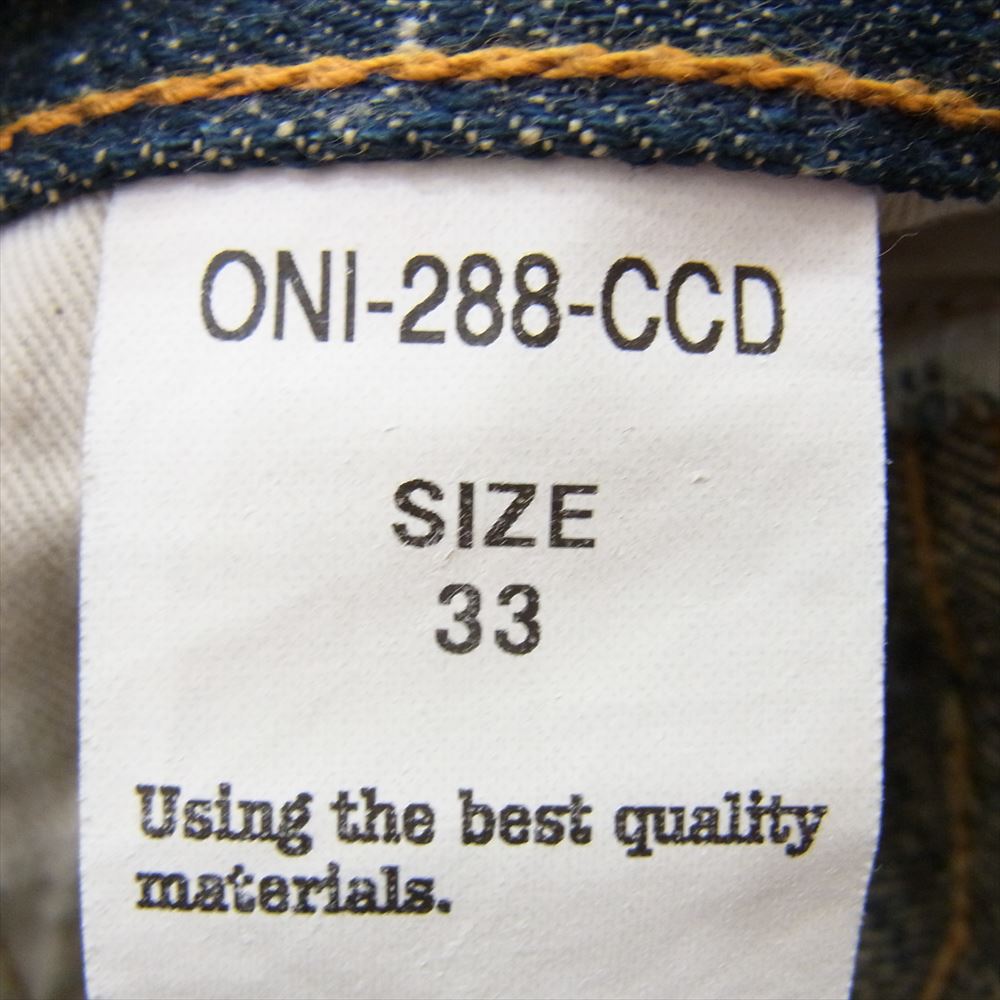 ONI-288-CCD
SIZE
33
Using the best quality
materials.